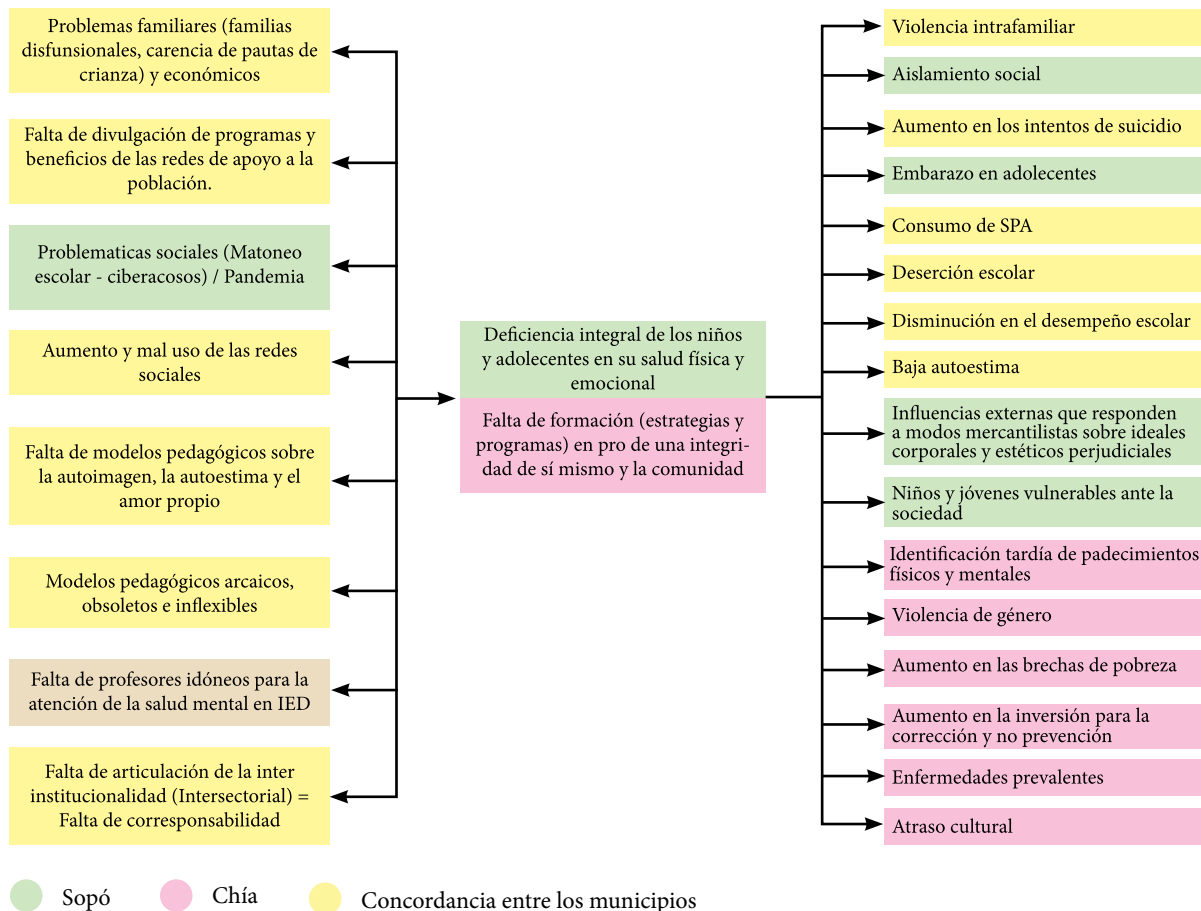 Problemas familiares (familias
disfunsionales, carencia de pautas de
crianza) y económicos
Falta de divulgación de programas y
beneficios de las redes de apoyo a la
población.
Problematicas sociales (Matoneo
escolar - ciberacosos) / Pandemia
Aumento y mal uso de las redes
sociales
Falta de modelos pedagógicos sobre
la autoimagen, la autoestima y el
amor propio
Modelos pedagógicos arcaicos,
obsoletos e inflexibles
Falta de profesores idóneos para la
atención de la salud mental en IED
Falta de articulación de la inter
institucionalidad (Intersectorial) =
Falta de corresponsabilidad
Deficiencia integral de los niños
y adolecentes en su salud física y
emocional
Falta de formación (estrategias y
programas) en pro de una integri-
dad de sí mismo y la comunidad
Violencia intrafamiliar
Aislamiento social
Aumento en los intentos de suicidio
Embarazo en adolecentes
Consumo de SPA
Deserción escolar
Disminución en el desempeño escolar
Baja autoestima
Influencias externas que responden
a modos mercantilistas sobre ideales
corporales y estéticos perjudiciales
Niños y jóvenes vulnerables ante la
sociedad
Identificación tardía de padecimientos
físicos y mentales
Violencia de género
Aumento en las brechas de pobreza
Aumento en la inversión para la
corrección y no prevención
Enfermedades prevalentes
Atraso cultural
Sopó
Chía
Concordancia entre los municipios